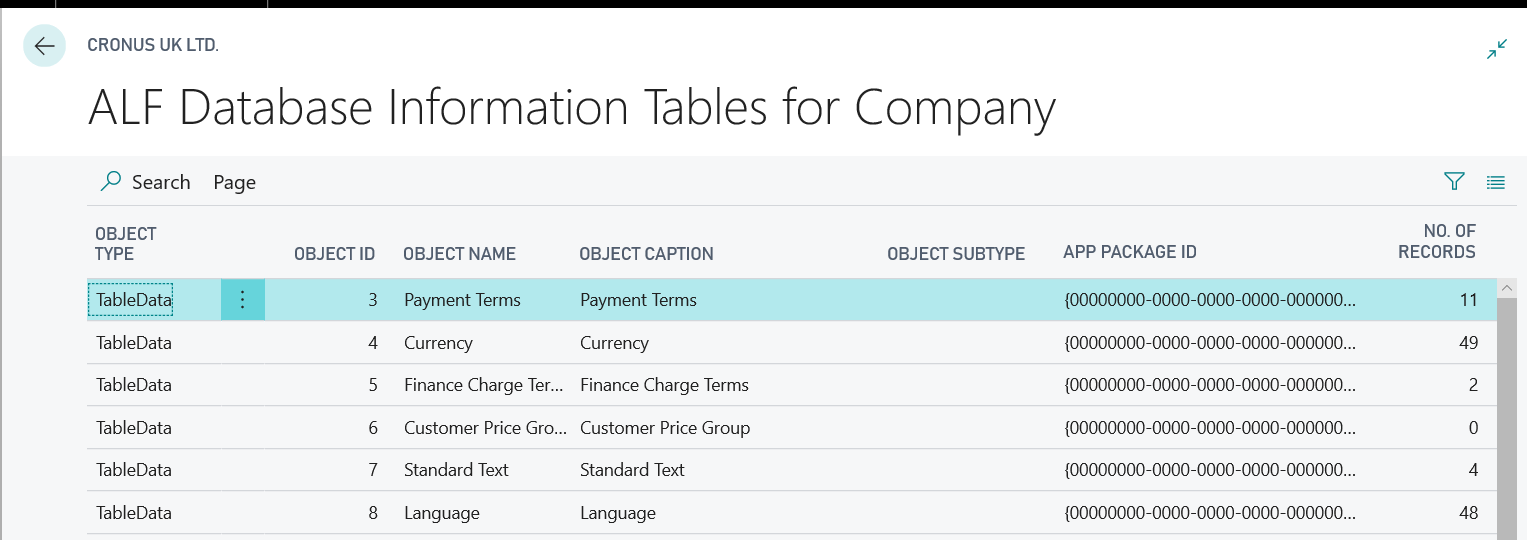 CRONUS UK LTD.
ALF Database Information Tables for Company
Search Page
OBJECT TYPE OBJECT ID OBJECT NAME OBJECT CAPTION OBJECT SUBTYPE APP PACKAGE ID NO. OF RECORDS
TableData 3 Payment Terms Payment Terms {00000000-0000-0000-0000-000000... 11
TableData 4 Currency Currency {00000000-0000-0000-0000-000000... 49
TableData 5 Finance Charge Ter... Finance Charge Terms {00000000-0000-0000-0000-000000... 2
TableData 6 Customer Price Gro... Customer Price Group {00000000-0000-0000-0000-000000... 0
TableData 7 Standard Text Standard Text {00000000-0000-0000-0000-000000... 4
TableData 8 Language Language {00000000-0000-0000-0000-000000... 48